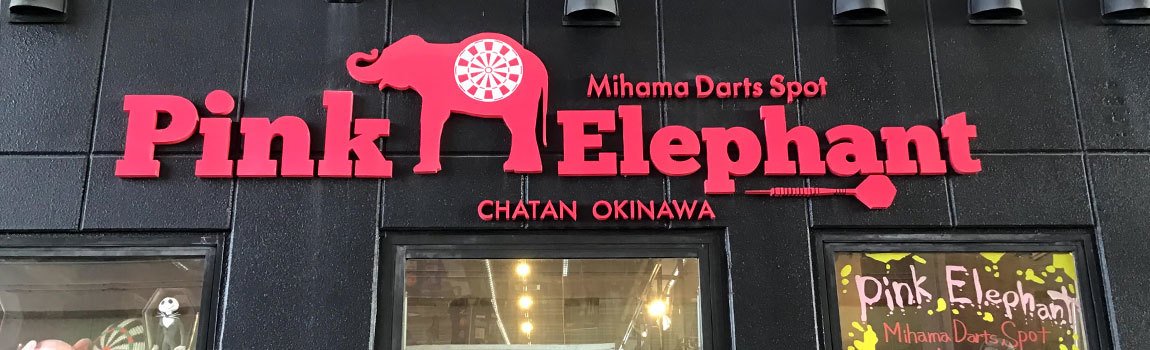 Mihama Darts Spot
Pink Elephant
CHATAN OKINAWA
Pink Elephant
Mihama Darts Spot